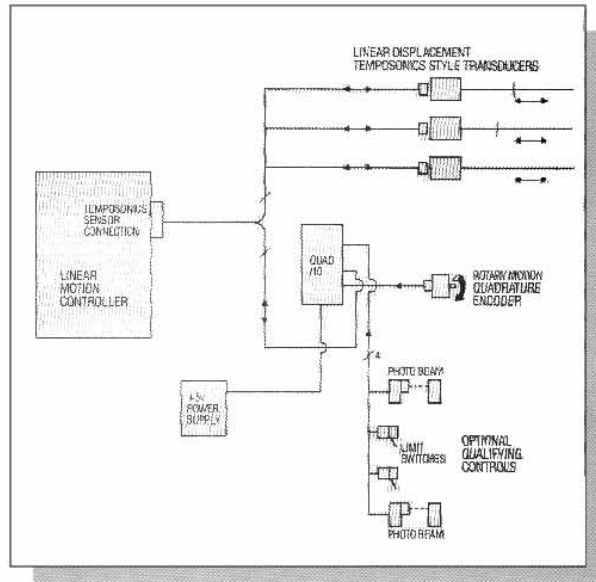 LINEAR DISPLACEMENT
TEMPOSONICS STYLE TRANSDUCERS
TEMPOSONICS
SENSOR
CONNECTION
LINEAR
MOTION
CONTROLLER
QUAD
/10
ROTARY MOTION
QUADRATURE
ENCODER
4
+5v
POWER
SUPPLY
PHOTO BEAM
LIMIT
SWITCHES
OPTIONAL
QUALIFYING
CONTROLS
PHOTO BEAM